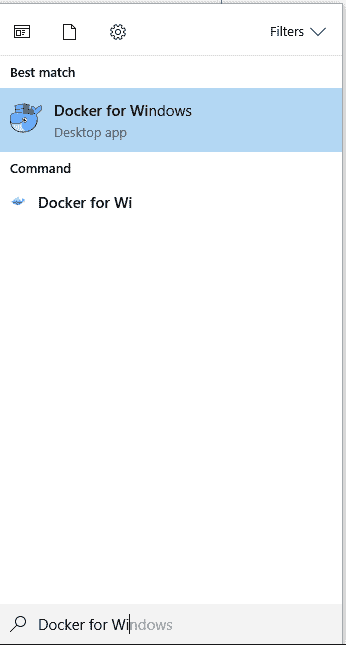 Filters
Best match
Docker for Windows
Desktop app
Command
Docker for Wi
Docker for Windows